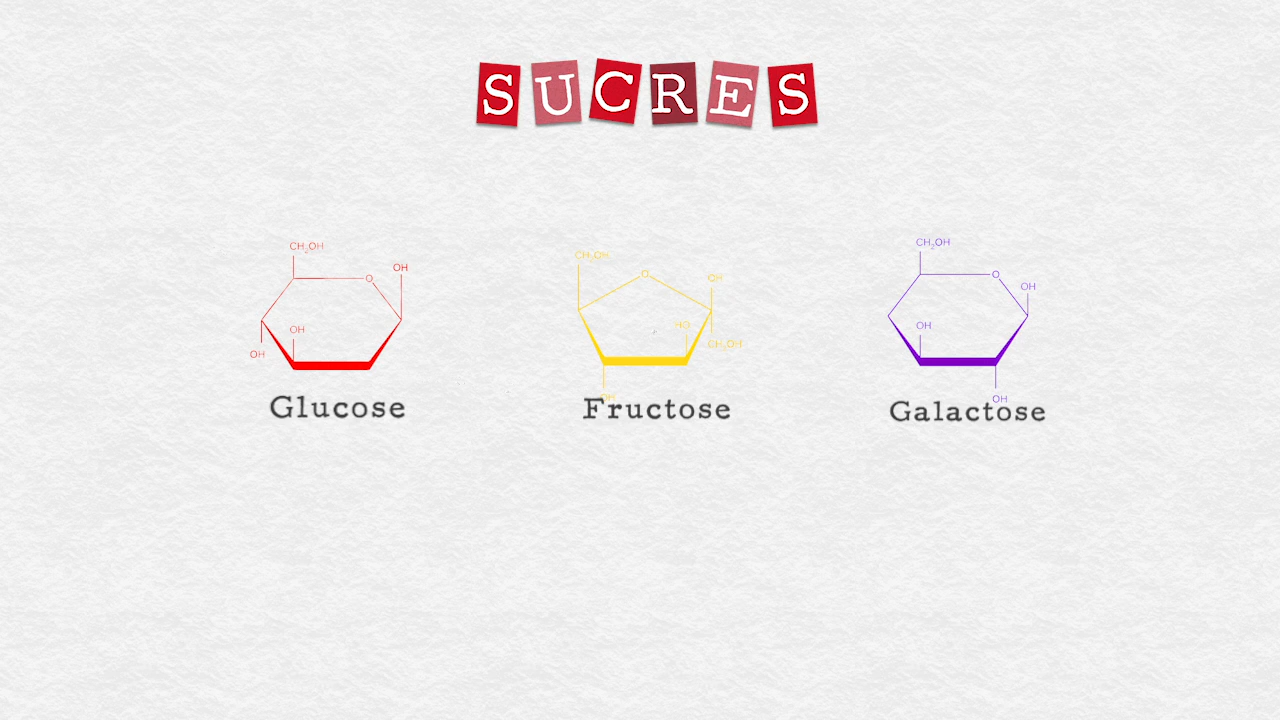 SUCRES
CH₂OH
O
OH
OH
OH
Glucose
CH₂OH
O
OH
HO
CH₂OH
OH
Fructose
CH₂OH
O
OH
OH
OH
Galactose